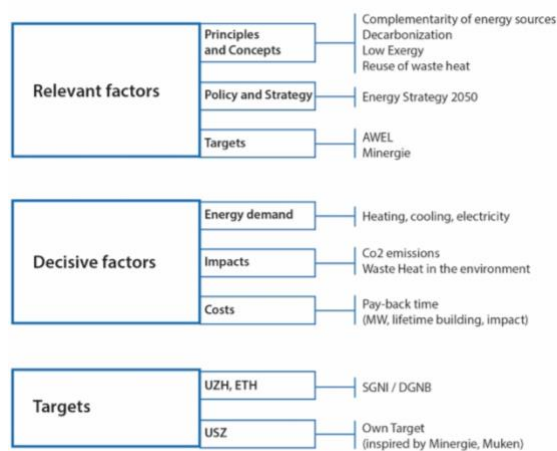 Relevant factors
Principles
and Concepts
Complementarity of energy sources
Decarbonization
Low Exergy
Reuse of waste heat
Policy and Strategy
Energy Strategy 2050
Targets
AWEL
Minergie
Decisive factors
Energy demand
Heating, cooling, electricity
Impacts
Co2 emissions
Waste Heat in the environment
Costs
Pay-back time
(MW, lifetime building, impact)
Targets
UZH, ETH
SGNI / DGNB
USZ
Own Target
(inspired by Minergie, Muken)